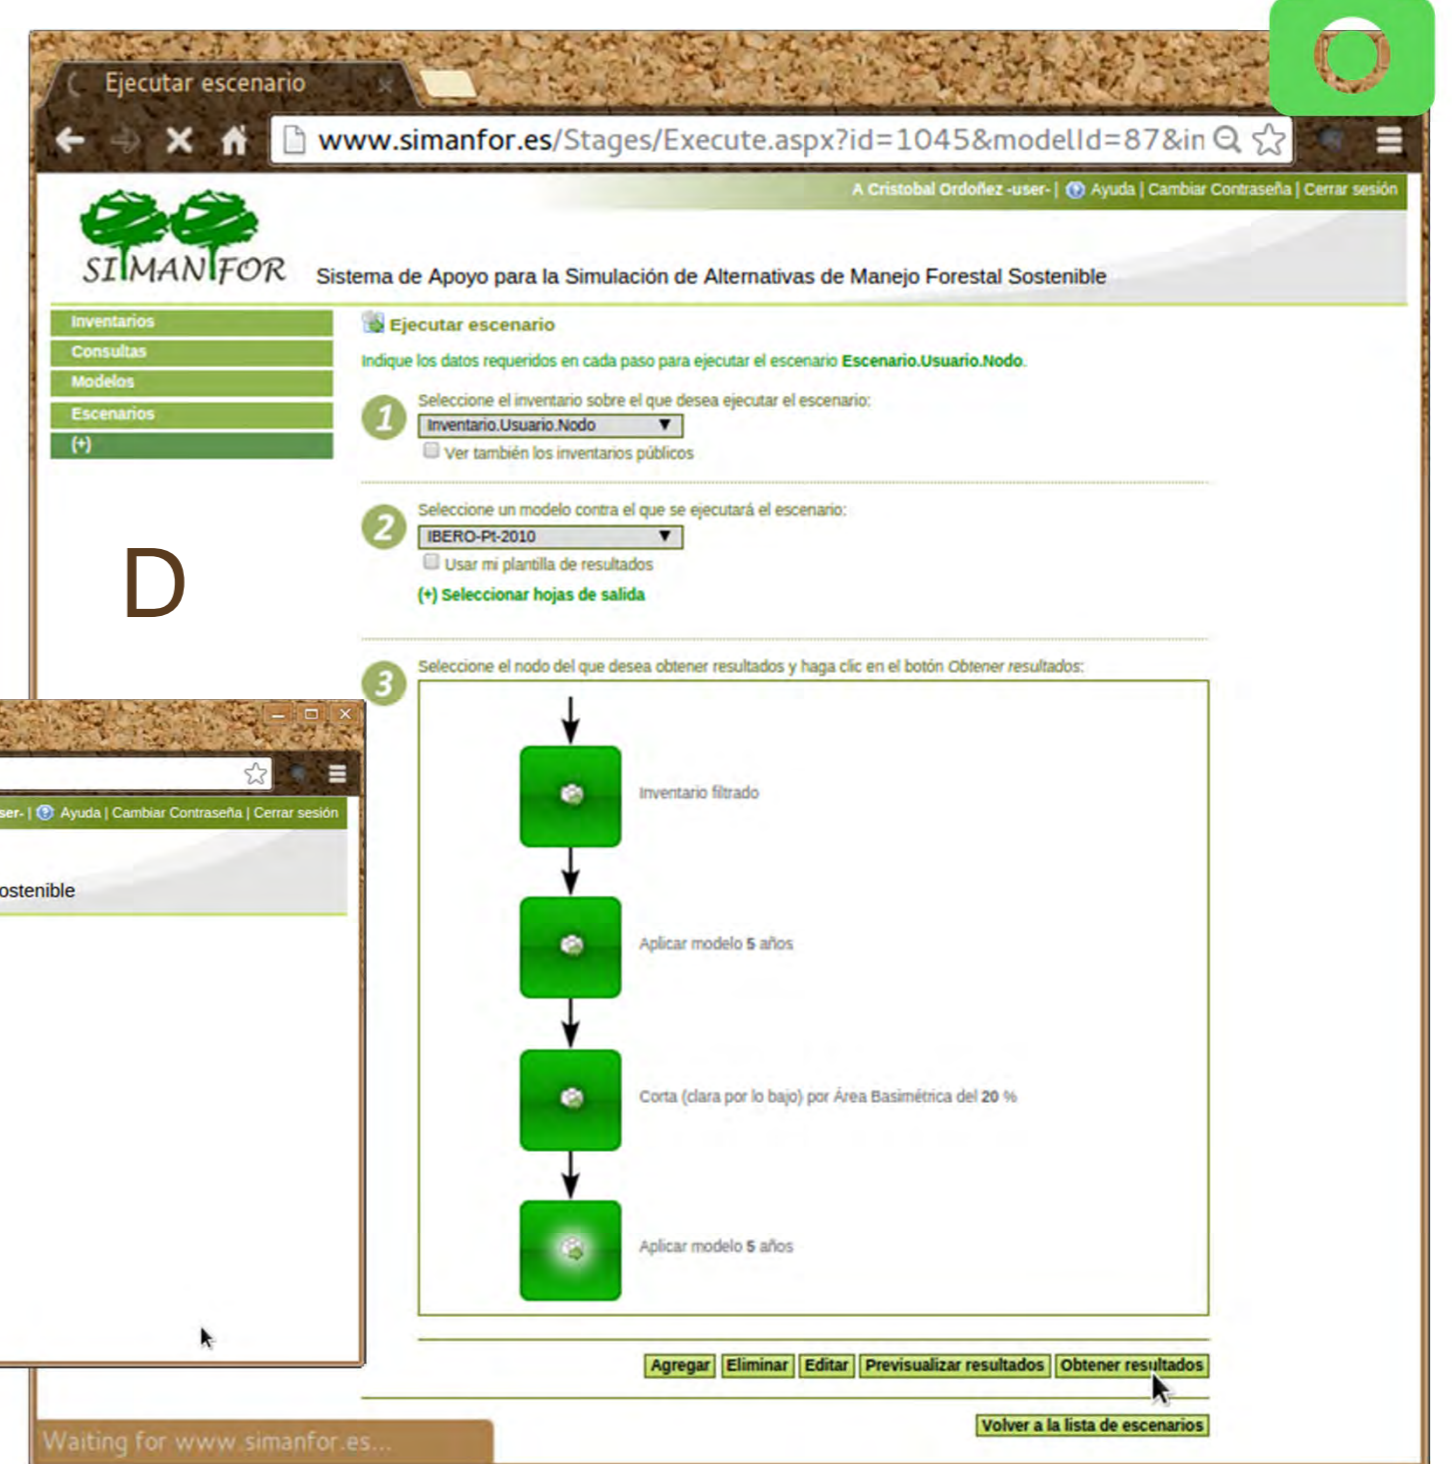 Ejecutar escenario
www.simanfor.es/Stages/Execute.aspx?id=1045&modelId=87&in
A Cristobal Ordoñez -user- | Ayuda | Cambiar Contraseña | Cerrar sesión
SIMANFOR
Sistema de Apoyo para la Simulación de Alternativas de Manejo Forestal Sostenible
Inventarios
Consultas
Modelos
Escenarios
(+)
Ejecutar escenario
Indique los datos requeridos en cada paso para ejecutar el escenario Escenario.Usuario.Nodo.
1
Seleccione el inventario sobre el que desea ejecutar el escenario:
Inventario.Usuario.Nodo
Ver también los inventarios públicos
2
Seleccione un modelo contra el que se ejecutará el escenario:
IBERO-Pt-2010
Usar mi plantilla de resultados
(+) Seleccionar hojas de salida
D
3
Seleccione el nodo del que desea obtener resultados y haga clic en el botón Obtener resultados:
Inventario filtrado
Aplicar modelo 5 años
Corta (clara por lo bajo) por Área Basimétrica del 20 %
Aplicar modelo 5 años
Agregar Eliminar Editar Previsualizar resultados Obtener resultados
Volver a la lista de escenarios
ser- | Ayuda | Cambiar Contraseña | Cerrar sesión
ostenible
Waiting for www.simanfor.es...